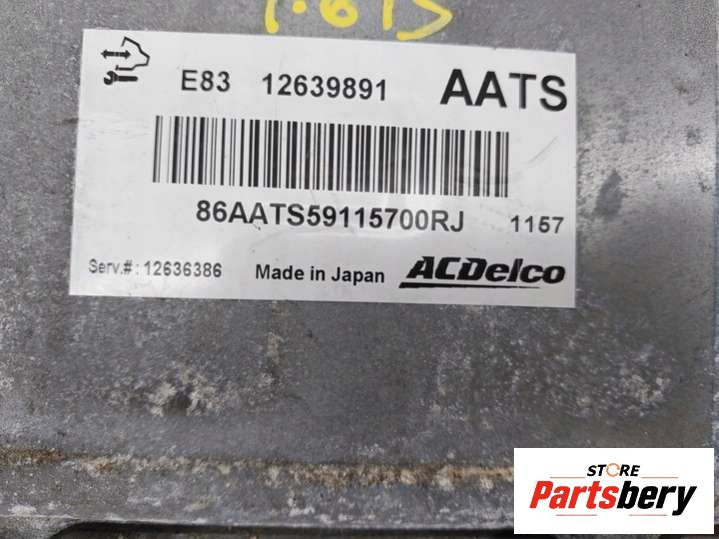 E83 12639891 AATS
86AATS59115700RJ 1157
Serv.#: 12636386 Made in Japan ACDelco
STORE
Partsbery